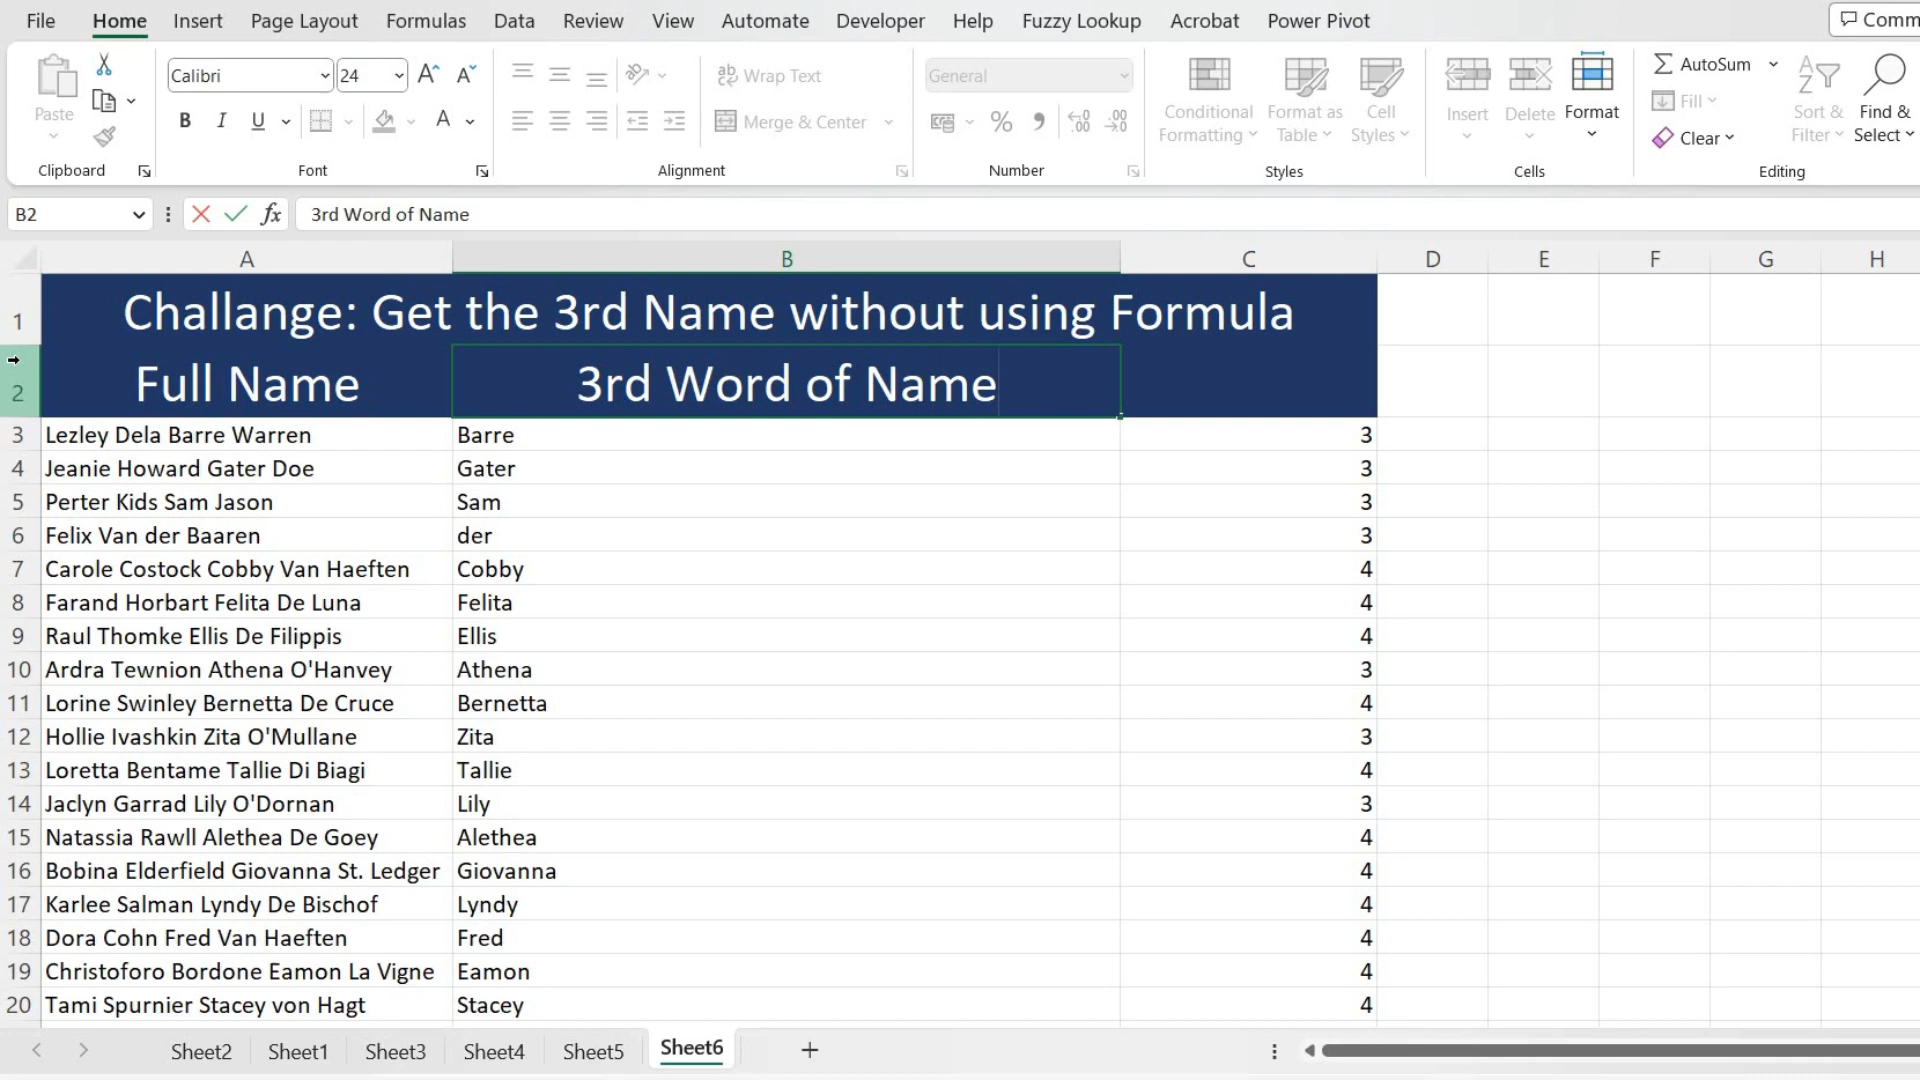 File Home Insert Page Layout Formulas Data Review View Automate Developer Help Fuzzy Lookup Acrobat Power Pivot Comm
Paste
Calibri 24
B I U A
ab Wrap Text
Merge & Center
General
% 9
Conditional Formatting
Format as Table
Cell Styles
Insert Delete Format
AutoSum
Fill
Clear
Sort & Filter
Find & Select
Clipboard Font Alignment Number Styles Cells Editing
B2 fx 3rd Word of Name
A B C D E F G H
1 Challange: Get the 3rd Name without using Formula
2 Full Name 3rd Word of Name
3 Lezley Dela Barre Warren Barre 3
4 Jeanie Howard Gater Doe Gater 3
5 Perter Kids Sam Jason Sam 3
6 Felix Van der Baaren der 3
7 Carole Costock Cobby Van Haeften Cobby 4
8 Farand Horbart Felita De Luna Felita 4
9 Raul Thomke Ellis De Filippis Ellis 4
10 Ardra Tewnion Athena O'Hanvey Athena 3
11 Lorine Swinley Bernetta De Cruce Bernetta 4
12 Hollie Ivashkin Zita O'Mullane Zita 3
13 Loretta Bentame Tallie Di Biagi Tallie 4
14 Jaclyn Garrad Lily O'Dornan Lily 3
15 Natassia Rawll Alethea De Goey Alethea 4
16 Bobina Elderfield Giovanna St. Ledger Giovanna 4
17 Karlee Salman Lyndy De Bischof Lyndy 4
18 Dora Cohn Fred Van Haeften Fred 4
19 Christoforo Bordone Eamon La Vigne Eamon 4
20 Tami Spurnier Stacey von Hagt Stacey 4
Sheet2 Sheet1 Sheet3 Sheet4 Sheet5 Sheet6